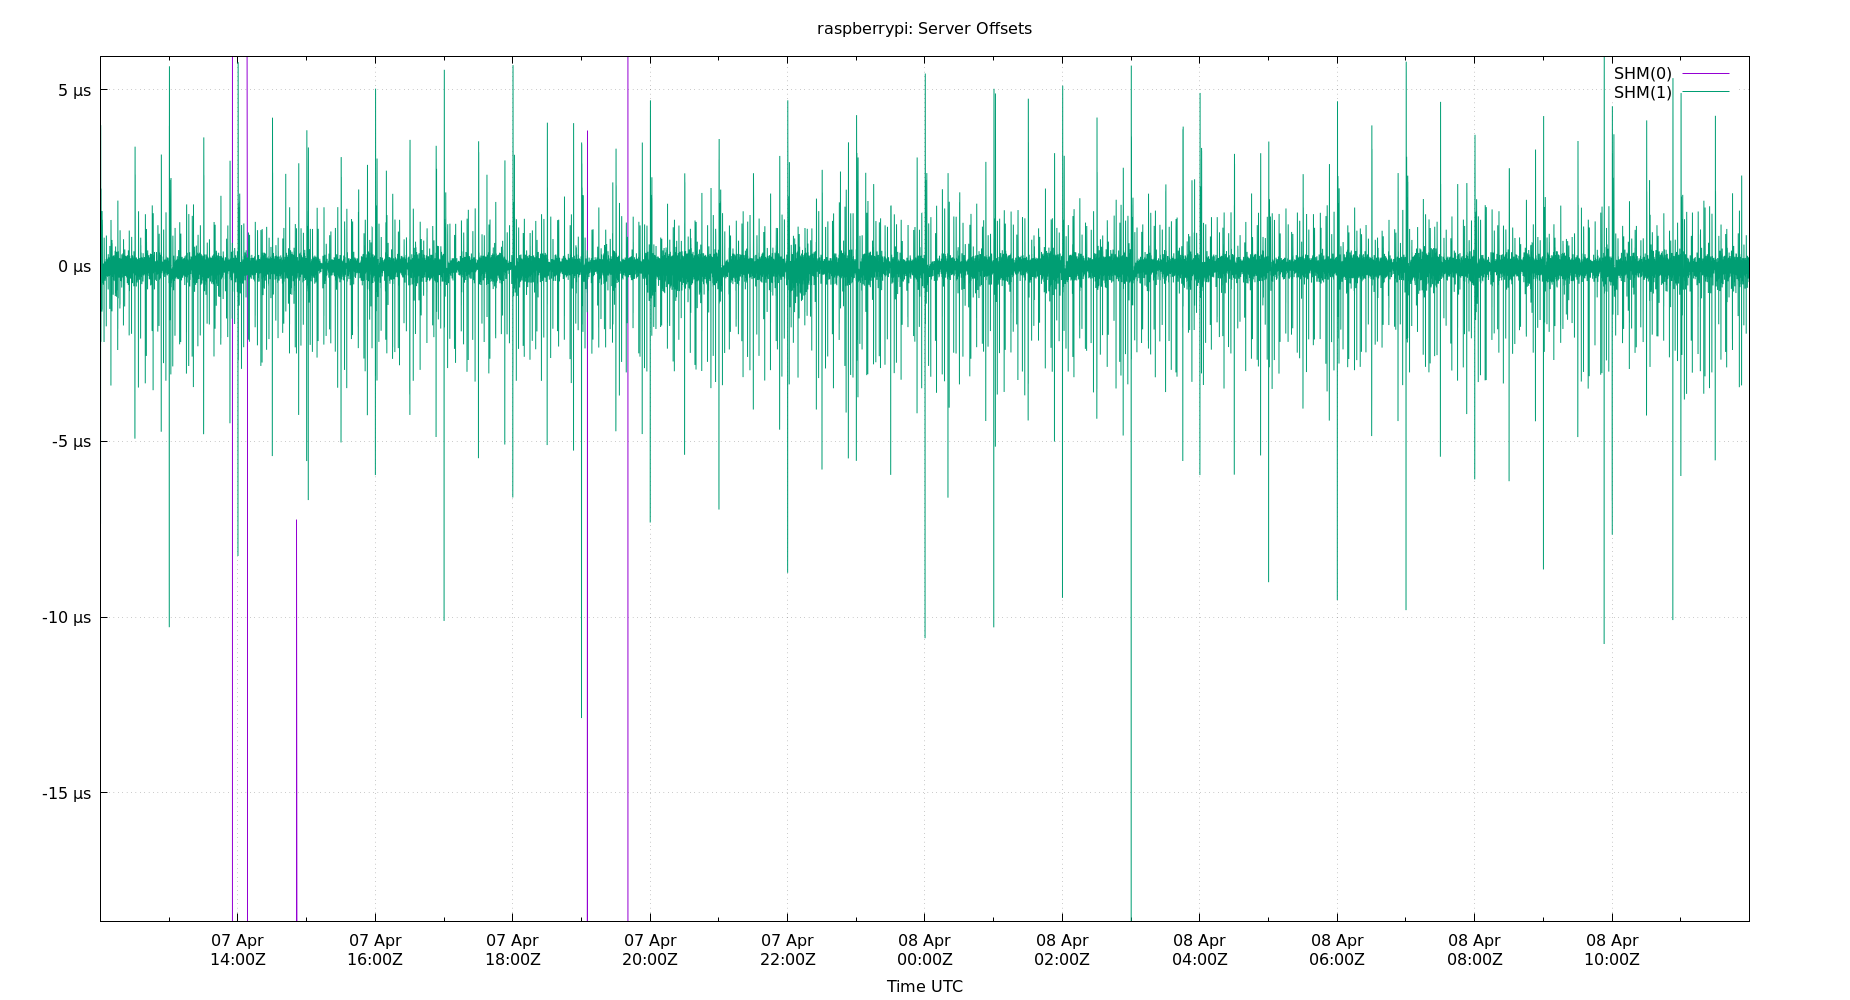 raspberrypi: Server Offsets
SHM(0)
SHM(1)
5 µs
0 µs
-5 µs
-10 µs
-15 µs
07 Apr 07 Apr 07 Apr 07 Apr 07 Apr 08 Apr 08 Apr 08 Apr 08 Apr 08 Apr 08 Apr
14:00Z 16:00Z 18:00Z 20:00Z 22:00Z 00:00Z 02:00Z 04:00Z 06:00Z 08:00Z 10:00Z
Time UTC